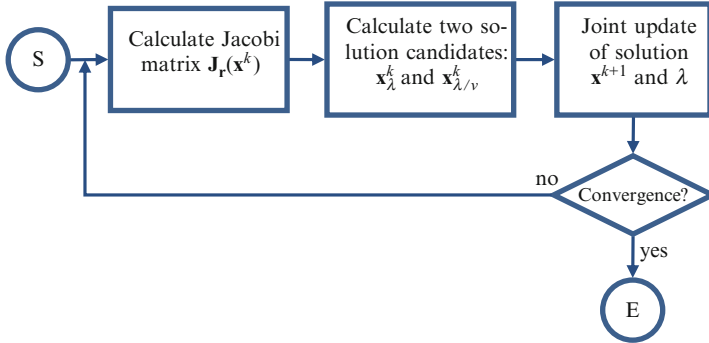 S
Calculate Jacobi
matrix J_r(x^k)
Calculate two so-
lution candidates:
x^k_λ and x^k_{λ/v}
Joint update
of solution
x^{k+1} and λ
no
Convergence?
yes
E